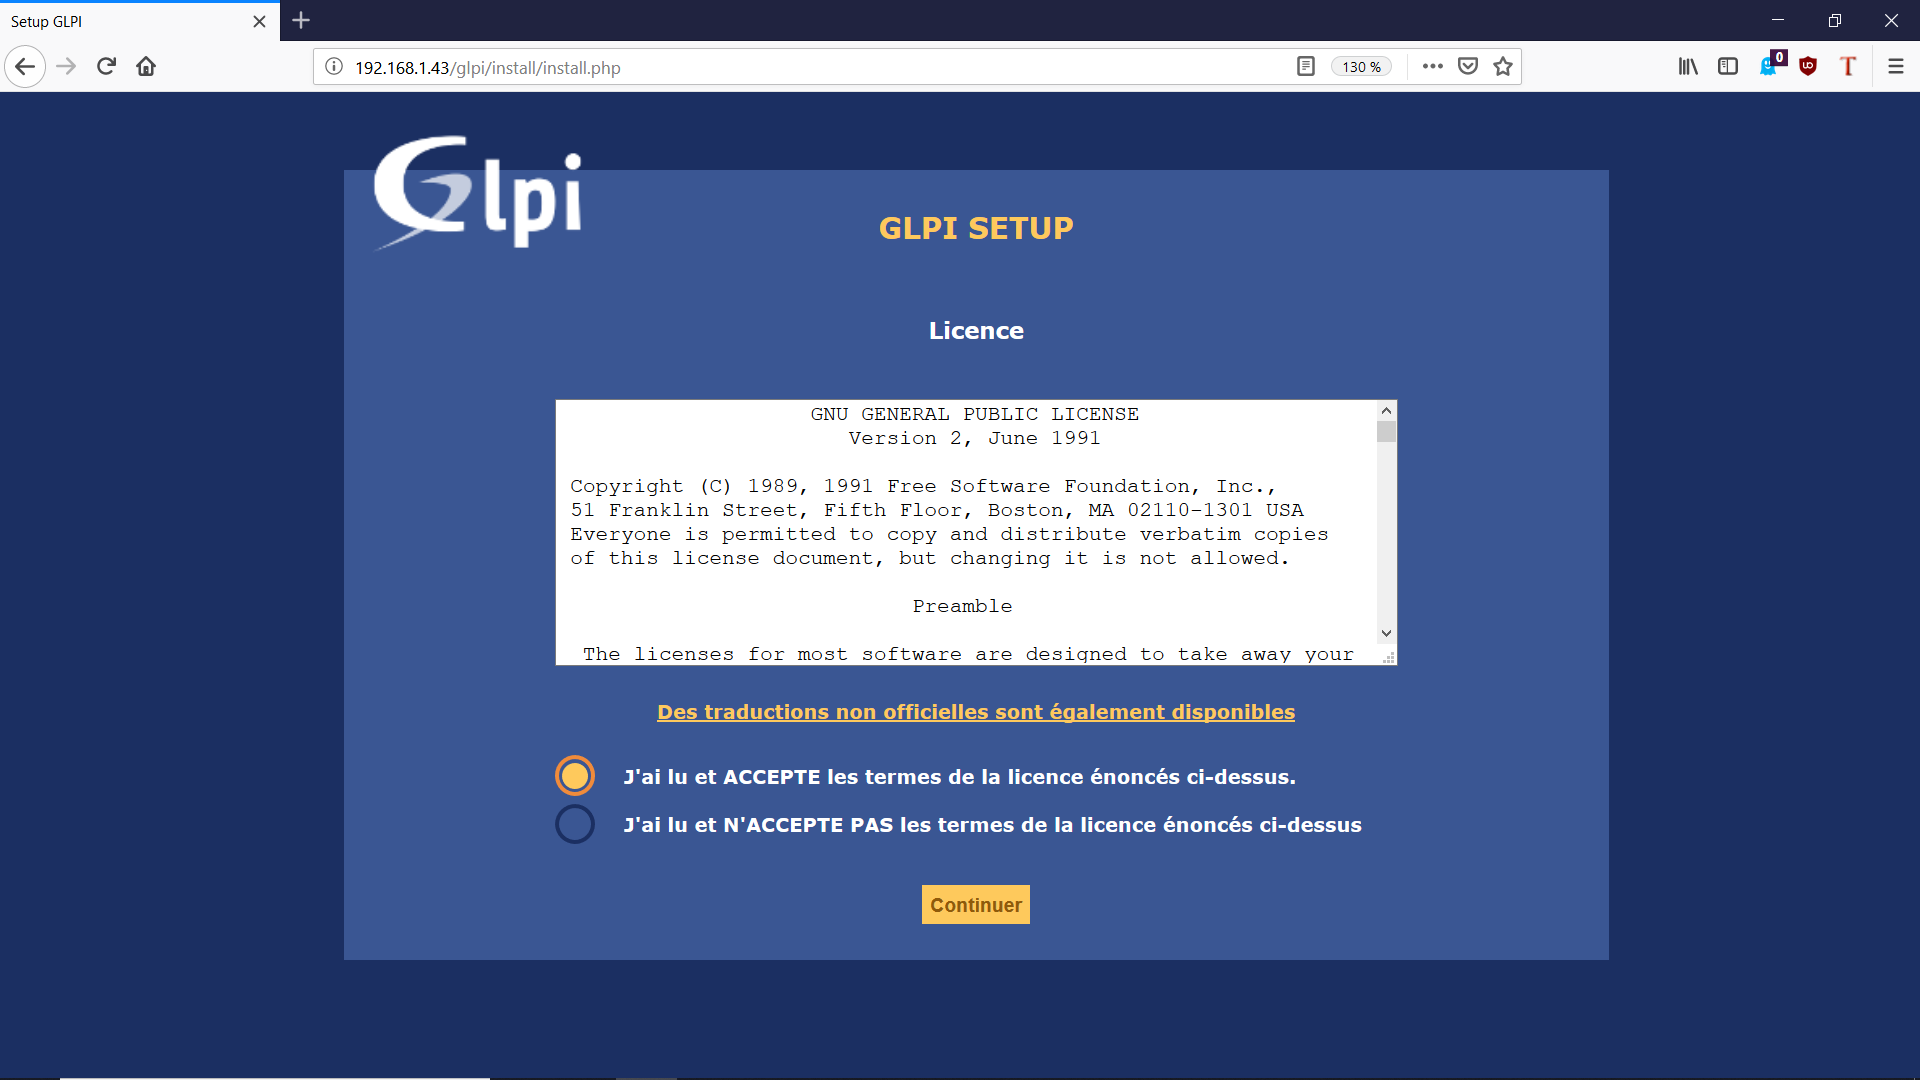 Setup GLPI
192.168.1.43/glpi/install/install.php
130 %
0
Glpi
GLPI SETUP
Licence
GNU GENERAL PUBLIC LICENSE
Version 2, June 1991
Copyright (C) 1989, 1991 Free Software Foundation, Inc.,
51 Franklin Street, Fifth Floor, Boston, MA 02110-1301 USA
Everyone is permitted to copy and distribute verbatim copies
of this license document, but changing it is not allowed.
Preamble
The licenses for most software are designed to take away your
Des traductions non officielles sont également disponibles
J'ai lu et ACCEPTE les termes de la licence énoncés ci-dessus.
J'ai lu et N'ACCEPTE PAS les termes de la licence énoncés ci-dessus
Continuer